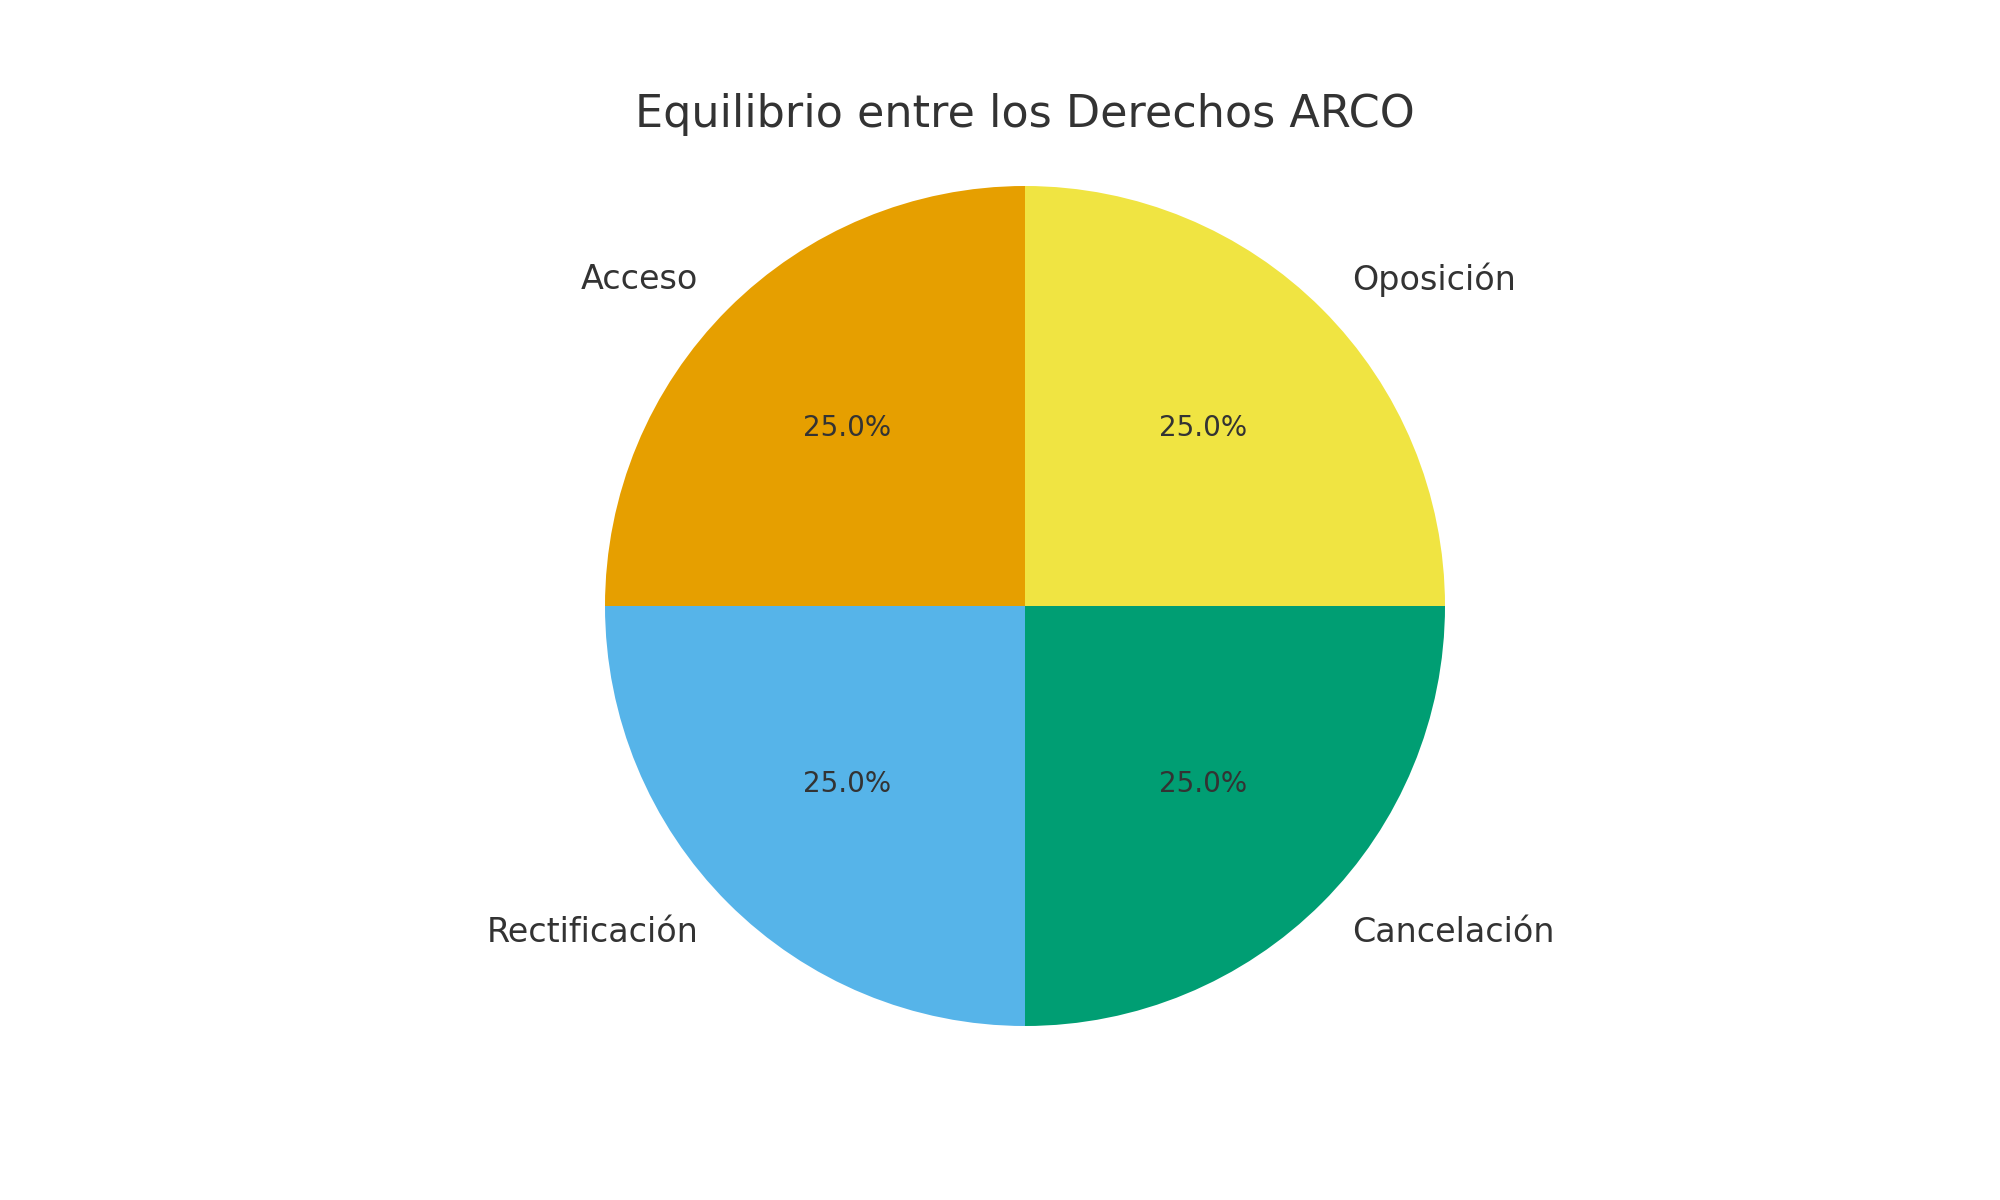 Equilibrio entre los Derechos ARCO
Acceso
Oposición
25.0%
25.0%
25.0%
25.0%
Rectificación
Cancelación